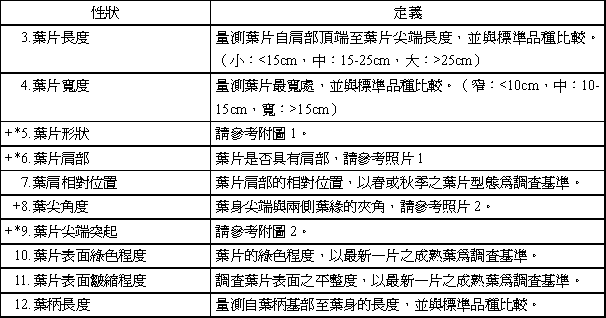 性狀 定義
3.葉片長度 量測葉片自肩部頂端至葉片尖端長度，並與標準品種比較。
（小：<15cm，中：15-25cm，大：>25cm）
4.葉片寬度 量測葉片最寬處，並與標準品種比較。（窄：<10cm，中：10-
15cm，寬：>15cm）
+*5.葉片形狀 請參考附圖1。
+*6.葉片肩部 葉片是否具有肩部，請參考照片1
7.葉肩相對位置 葉片肩部的相對位置，以春或秋季之葉片型態為調查基準。
+8.葉尖角度 葉身尖端與兩側葉緣的夾角，請參考照片2。
+*9.葉片尖端突起 請參考附圖2。
10.葉片表面綠色程度 葉片的綠色程度，以最新一片之成熟葉為調查基準。
11.葉片表面皺縮程度 調查葉片表面之平整度，以最新一片之成熟葉為調查基準。
12.葉柄長度 量測自葉柄基部至葉身的長度，並與標準品種比較。